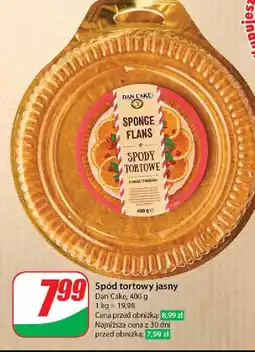 DAN CAKE
SPONGE
FLANS
SPODY
TORTOWE
400 g e
7.99
Spód tortowy jasny
Dan Cake, 400 g
1 kg = 19,98
Cena przed obniżką: 8,99 zł
Najniższa cena z 30 dni
przed obniżką: 7,99 zł